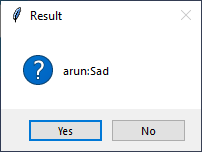 Result
arun:Sad
Yes
No